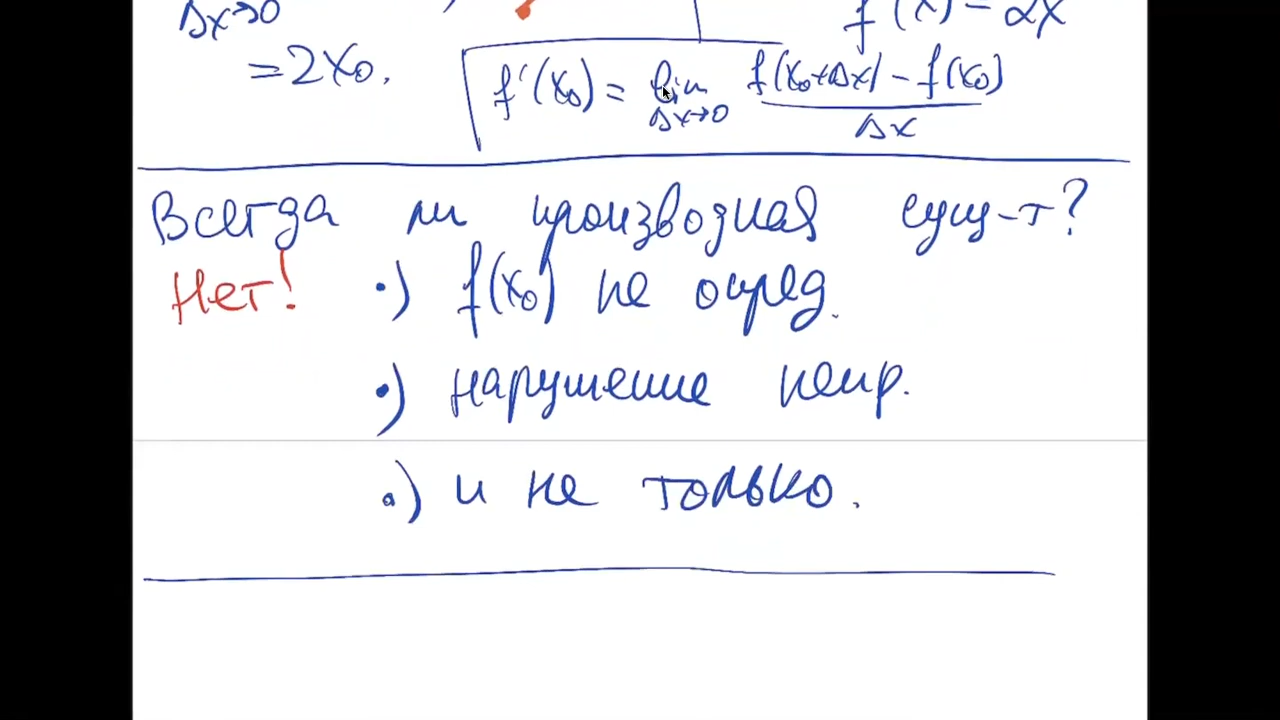 Δx→0
f'(x) = 2x
= 2x₀.
f'(x₀) = lim Δx→0 (f(x₀+Δx) - f(x₀)) / Δx
Всегда ли производная сущ-т?
Нет! •) f(x₀) не опред.
•) нарушение непр.
•) и не только.